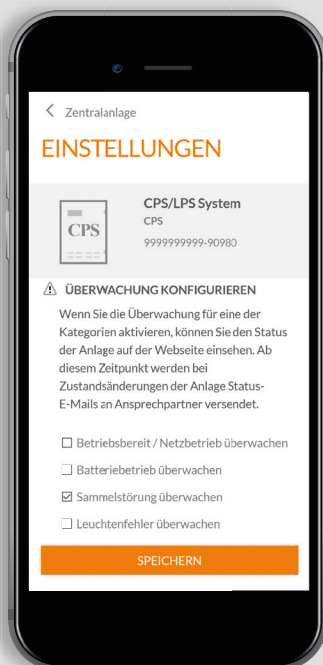 Zentralanlage
EINSTELLUNGEN
CPS/LPS System
CPS
CPS
9999999999-90980
ÜBERWACHUNG KONFIGURIEREN
Wenn Sie die Überwachung für eine der
Kategorien aktivieren, können Sie den Status
der Anlage auf der Webseite einsehen. Ab
diesem Zeitpunkt werden bei
Zustandsänderungen der Anlage Status-
E-Mails an Ansprechpartner versendet.
Betriebsbereit / Netzbetrieb überwachen
Batteriebetrieb überwachen
Sammelstörung überwachen
Leuchtenfehler überwachen
SPEICHERN